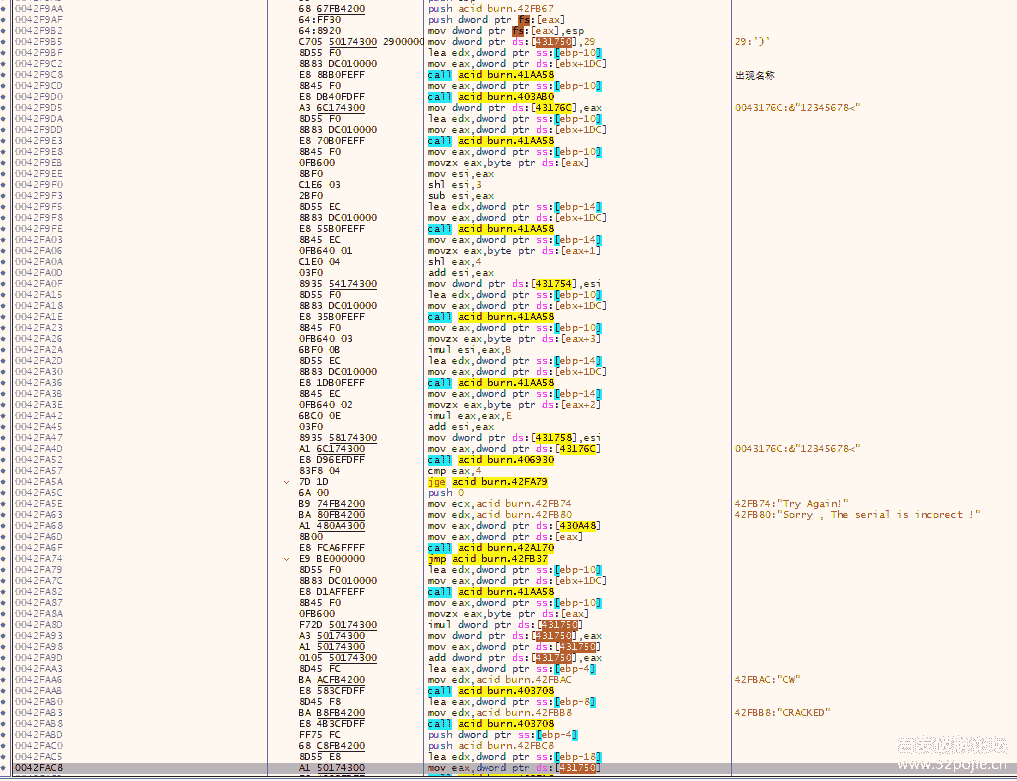 0042F9AA 68 67FB4200 push acid burn.42FB67
0042F9AF 64:FF30 push dword ptr fs:[eax]
0042F9B2 64:8920 mov dword ptr fs:[eax],esp
0042F9B5 C705 50174300 2900000 mov dword ptr ds:[431750],29 29:')'
0042F9BF 8D55 F0 lea edx,dword ptr ss:[ebp-10]
0042F9C2 8B83 DC010000 mov eax,dword ptr ds:[ebx+1DC]
0042F9C8 E8 8BB0FEFF call acid burn.41AA58 出现名称
0042F9CD 8B45 F0 mov eax,dword ptr ss:[ebp-10]
0042F9D0 E8 DB40FDFF call acid burn.403AB0
0042F9D5 A3 6C174300 mov dword ptr ds:[43176C],eax 0043176C:&"12345678<"
0042F9DA 8D55 F0 lea edx,dword ptr ss:[ebp-10]
0042F9DD 8B83 DC010000 mov eax,dword ptr ds:[ebx+1DC]
0042F9E3 E8 70B0FEFF call acid burn.41AA58
0042F9E8 8B45 F0 mov eax,dword ptr ss:[ebp-10]
0042F9EB 0FB600 movzx eax,byte ptr ds:[eax]
0042F9EE 8BF0 mov esi,eax
0042F9F0 C1E6 03 shl esi,3
0042F9F3 2BF0 sub esi,eax
0042F9F5 8D55 EC lea edx,dword ptr ss:[ebp-14]
0042F9F8 8B83 DC010000 mov eax,dword ptr ds:[ebx+1DC]
0042F9FE E8 55B0FEFF call acid burn.41AA58
0042FA03 8B45 EC mov eax,dword ptr ss:[ebp-14]
0042FA06 0FB640 01 movzx eax,byte ptr ds:[eax+1]
0042FA0A C1E0 04 shl eax,4
0042FA0D 03F0 add esi,eax
0042FA0F 8935 54174300 mov dword ptr ds:[431754],esi
0042FA15 8D55 F0 lea edx,dword ptr ss:[ebp-10]
0042FA18 8B83 DC010000 mov eax,dword ptr ds:[ebx+1DC]
0042FA1E E8 35B0FEFF call acid burn.41AA58
0042FA23 8B45 F0 mov eax,dword ptr ss:[ebp-10]
0042FA26 0FB640 03 movzx eax,byte ptr ds:[eax+3]
0042FA2A 6BF0 0B imul esi,eax,B
0042FA2D 8D55 EC lea edx,dword ptr ss:[ebp-14]
0042FA30 8B83 DC010000 mov eax,dword ptr ds:[ebx+1DC]
0042FA36 E8 1DB0FEFF call acid burn.41AA58
0042FA3B 8B45 EC mov eax,dword ptr ss:[ebp-14]
0042FA3E 0FB640 02 movzx eax,byte ptr ds:[eax+2]
0042FA42 6BC0 0E imul eax,eax,E
0042FA45 03F0 add esi,eax
0042FA47 8935 58174300 mov dword ptr ds:[431758],esi
0042FA4D A1 6C174300 mov eax,dword ptr ds:[43176C] 0043176C:&"12345678<"
0042FA52 E8 D96EFDFF call acid burn.406930
0042FA57 83F8 04 cmp eax,4
0042FA5A 7D 1D jge acid burn.42FA79
0042FA5C 6A 00 push 0
0042FA5E B9 74FB4200 mov ecx,acid burn.42FB74 42FB74:"Try Again!"
0042FA63 BA 80FB4200 mov edx,acid burn.42FB80 42FB80:"Sorry , The serial is incorect !"
0042FA68 A1 480A4300 mov eax,dword ptr ds:[430A48]
0042FA6D 8B00 mov eax,dword ptr ds:[eax]
0042FA6F E8 FCA6FFFF call acid burn.42A170
0042FA74 E9 BE000000 jmp acid burn.42FB37
0042FA79 8D55 F0 lea edx,dword ptr ss:[ebp-10]
0042FA7C 8B83 DC010000 mov eax,dword ptr ds:[ebx+1DC]
0042FA82 E8 D1AFFEFF call acid burn.41AA58
0042FA87 8B45 F0 mov eax,dword ptr ss:[ebp-10]
0042FA8A 0FB600 movzx eax,byte ptr ds:[eax]
0042FA8D F72D 50174300 imul dword ptr ds:[431750]
0042FA93 A3 50174300 mov dword ptr ds:[431750],eax
0042FA98 A1 50174300 mov eax,dword ptr ds:[431750]
0042FA9D 0105 50174300 add dword ptr ds:[431750],eax
0042FAA3 8D45 FC lea eax,dword ptr ss:[ebp-4]
0042FAA6 BA ACFB4200 mov edx,acid burn.42FBAC 42FBAC:"CW"
0042FAAB E8 583CFDFF call acid burn.403708
0042FAB0 8D45 F8 lea eax,dword ptr ss:[ebp-8]
0042FAB3 BA B8FB4200 mov edx,acid burn.42FBB8 42FBB8:"CRACKED"
0042FAB8 E8 4B3CFDFF call acid burn.403708
0042FABD FF75 FC push dword ptr ss:[ebp-4]
0042FAC0 68 C8FB4200 push acid burn.42FBC8
0042FAC5 8D55 E8 lea edx,dword ptr ss:[ebp-18]
0042FAC8 A1 50174300 mov eax,dword ptr ds:[431750]
吾爱破解论坛
www.52pojie.cn